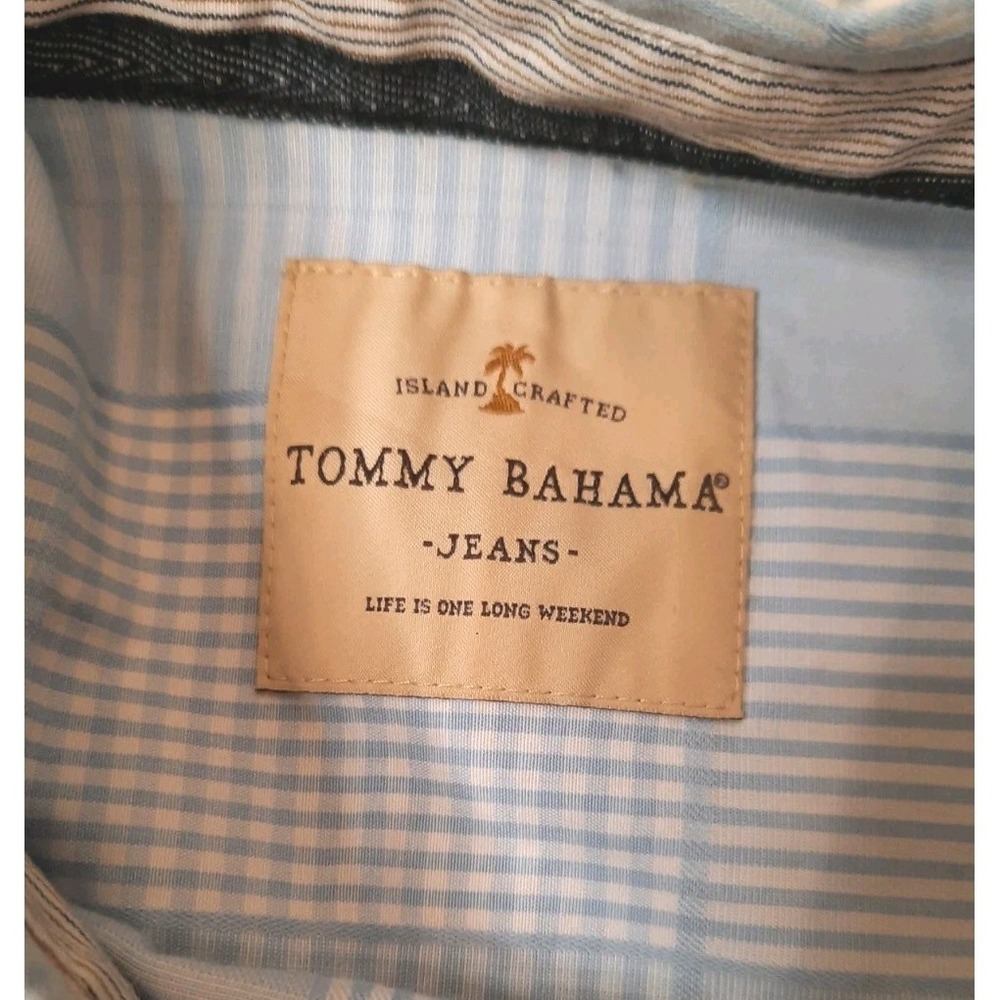 ISLAND CRAFTED
TOMMY BAHAMA®
-JEANS-
LIFE IS ONE LONG WEEKEND